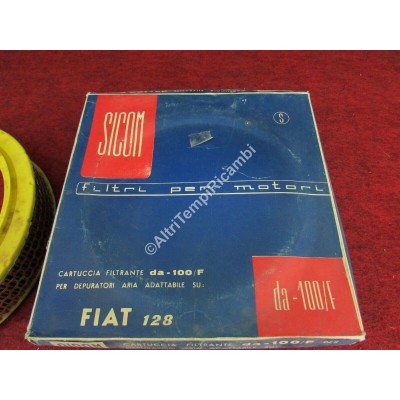 SICOM
S
filtri per motori
©AltriTempiRicambi
CARTUCCIA FILTRANTE da-100/F
PER DEPURATORI ARIA ADATTABILE SU:
da-100/F
FIAT 128
SICOM CARTUCCIA FILTRANTE da-100/F